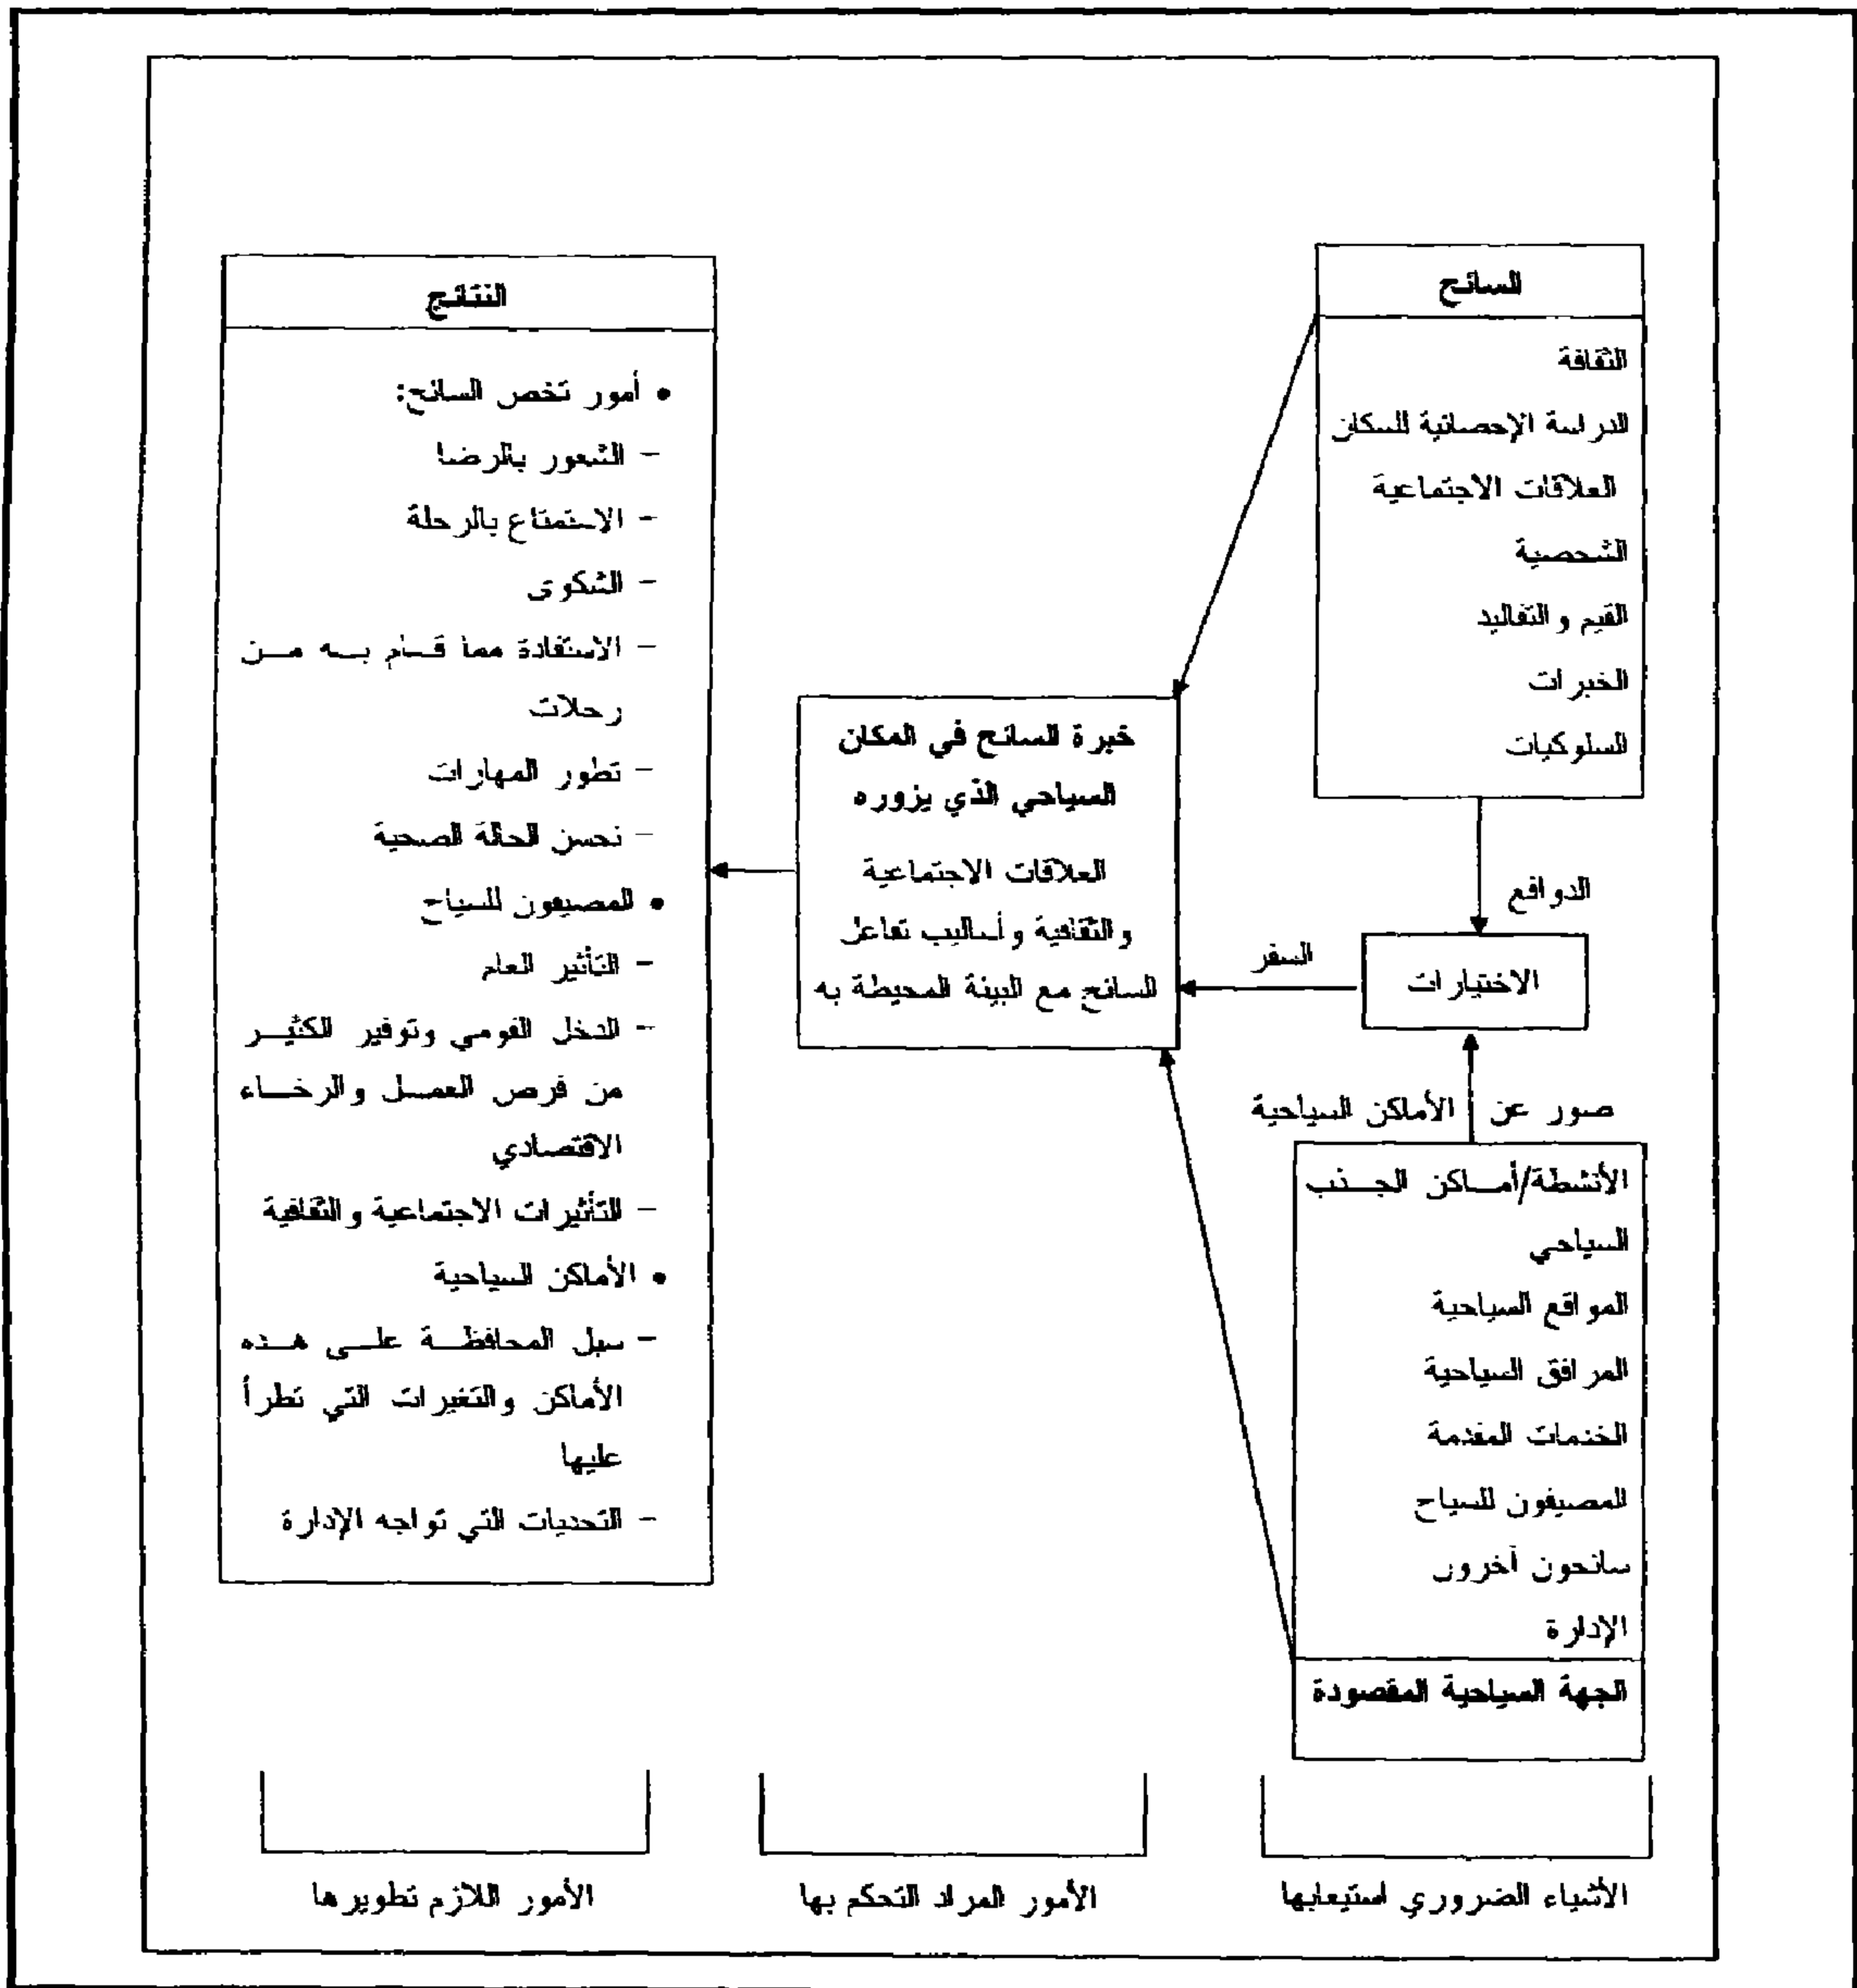 السائح
الثقافة
الدراسة الإحصائية للسكان
العلاقات الاجتماعية
الشخصية
القيم والتقاليد
الخبرات
السلوكيات
الدوافع
الاختيارات
السفر
صور عن الأماكن السياحية
الأنشطة/أماكن الجذب
السياحي
المواقع السياحية
المرافق السياحية
الخدمات المقدمة
المضيفون للسياح
سائحون آخرون
الإدارة
الجهة السياحية المقصودة
خبرة السائح في المكان
السياحي الذي يزوره
العلاقات الاجتماعية
والثقافية وأساليب تفاعل
السائح مع البيئة المحيطة به
النتائج
• أمور تخص السائح:
- الشعور بالرضا
- الاستمتاع بالرحلة
- الشكوى
- الاستفادة مما قام به من
رحلات
- تطور المهارات
- تحسن الحالة الصحية
• المضيفون للسياح
- التأثير العام
- الدخل القومي وتوفير الكثير
من فرص العمل والرخاء
الاقتصادي
- التأثيرات الاجتماعية والثقافية
• الأماكن السياحية
- سبل المحافظة على هذه
الأماكن والتغيرات التي تطرأ
عليها
- التحديات التي تواجه الإدارة
الأشياء الضروري استيعابها
الأمور المراد التحكم بها
الأمور اللازم تطويرها